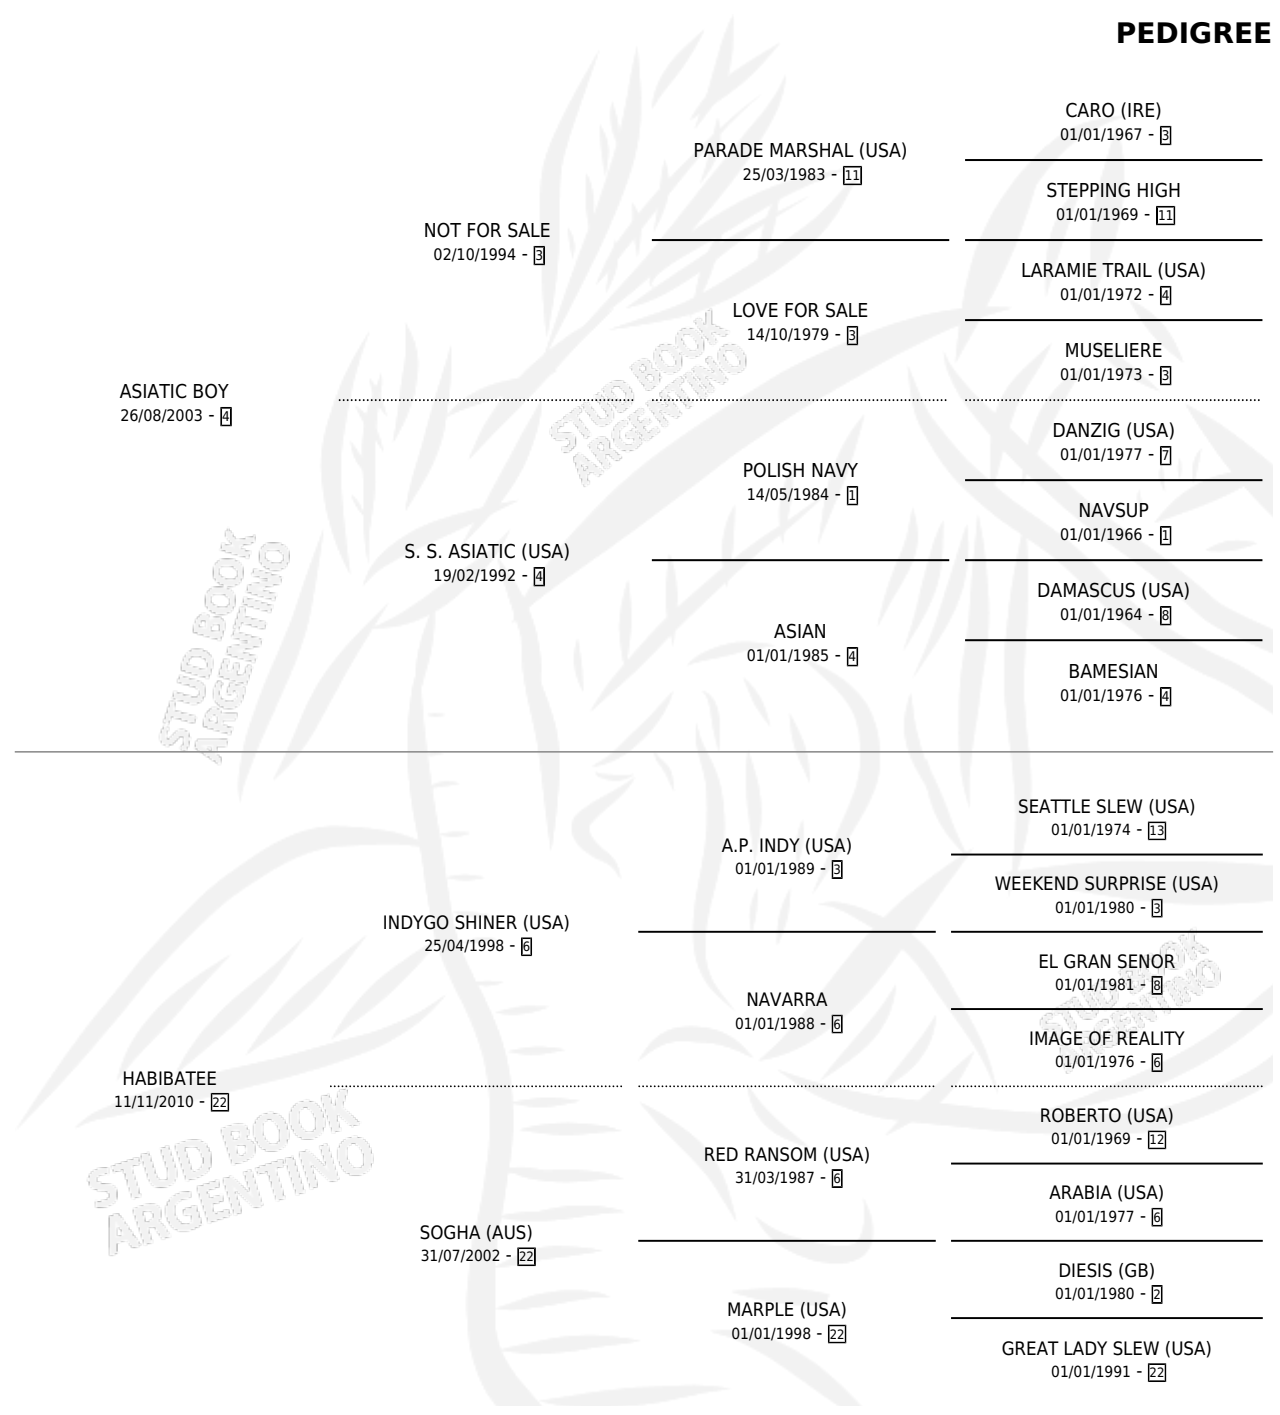 PEDIGREE
CARO (IRE)
01/01/1967 - 3
PARADE MARSHAL (USA)
25/03/1983 - 11
STEPPING HIGH
01/01/1969 - 11
NOT FOR SALE
02/10/1994 - 3
LARAMIE TRAIL (USA)
01/01/1972 - 4
LOVE FOR SALE
14/10/1979 - 3
MUSELIERE
01/01/1973 - 3
ASIATIC BOY
26/08/2003 - 4
DANZIG (USA)
01/01/1977 - 7
POLISH NAVY
14/05/1984 - 1
NAVSUP
01/01/1966 - 1
S. S. ASIATIC (USA)
19/02/1992 - 4
DAMASCUS (USA)
01/01/1964 - 8
ASIAN
01/01/1985 - 4
BAMESIAN
01/01/1976 - 4
SEATTLE SLEW (USA)
01/01/1974 - 13
A.P. INDY (USA)
01/01/1989 - 3
WEEKEND SURPRISE (USA)
01/01/1980 - 3
INDYGO SHINER (USA)
25/04/1998 - 6
EL GRAN SENOR
01/01/1981 - 8
NAVARRA
01/01/1988 - 6
IMAGE OF REALITY
01/01/1976 - 6
HABIBATEE
11/11/2010 - 22
ROBERTO (USA)
01/01/1969 - 12
RED RANSOM (USA)
31/03/1987 - 6
ARABIA (USA)
01/01/1977 - 6
SOGHA (AUS)
31/07/2002 - 22
DIESIS (GB)
01/01/1980 - 2
MARPLE (USA)
01/01/1998 - 22
GREAT LADY SLEW (USA)
01/01/1991 - 22
STUD BOOK
ARGENTINO
STUD BOOK
ARGENTINO
STUD BOOK
ARGENTINO
STUD BOOK
ARGENTINO